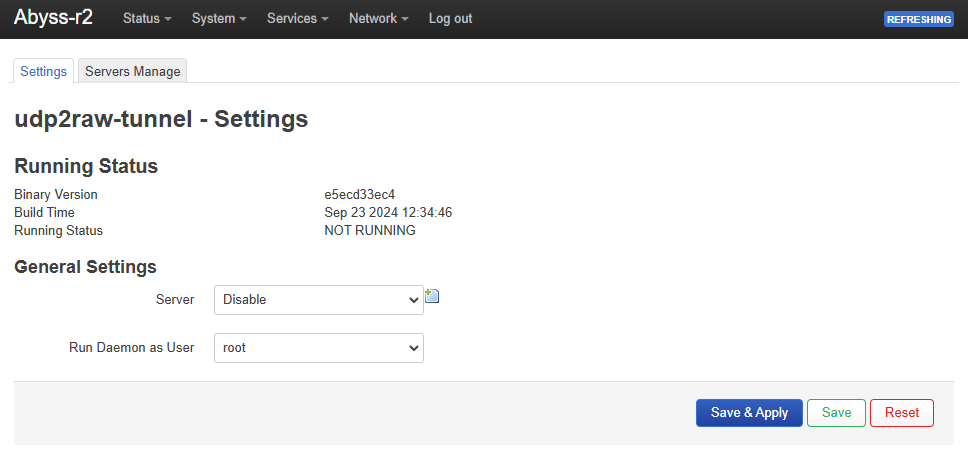 Abyss-r2 Status System Services Network Log out REFRESHING
Settings Servers Manage
udp2raw-tunnel - Settings
Running Status
Binary Version e5ecd33ec4
Build Time Sep 23 2024 12:34:46
Running Status NOT RUNNING
General Settings
Server Disable
Run Daemon as User root
Save & Apply Save Reset